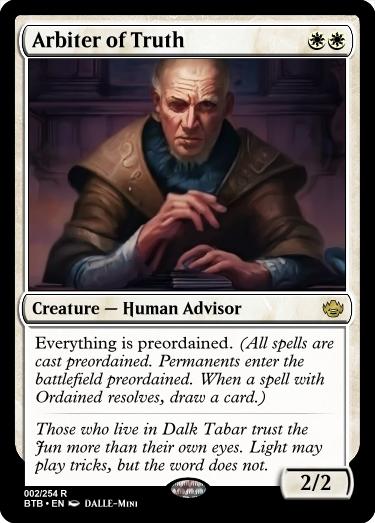 Arbiter of Truth
Creature — Human Advisor
Everything is preordained. (All spells are
cast preordained. Permanents enter the
battlefield preordained. When a spell with
Ordained resolves, draw a card.)
Those who live in Dalk Tabar trust the
Jun more than their own eyes. Light may
play tricks, but the word does not.
2/2
002/254 R
BTB • EN DALLE-Mini